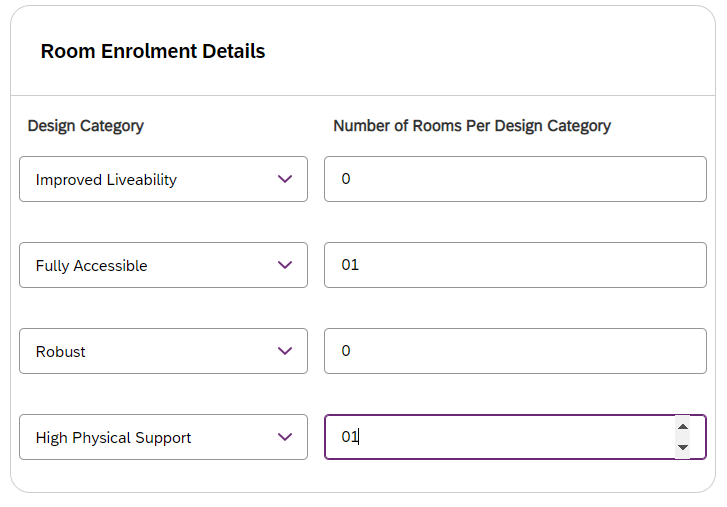 Room Enrolment Details
Design Category Number of Rooms Per Design Category
Improved Liveability 0
Fully Accessible 01
Robust 0
High Physical Support 01